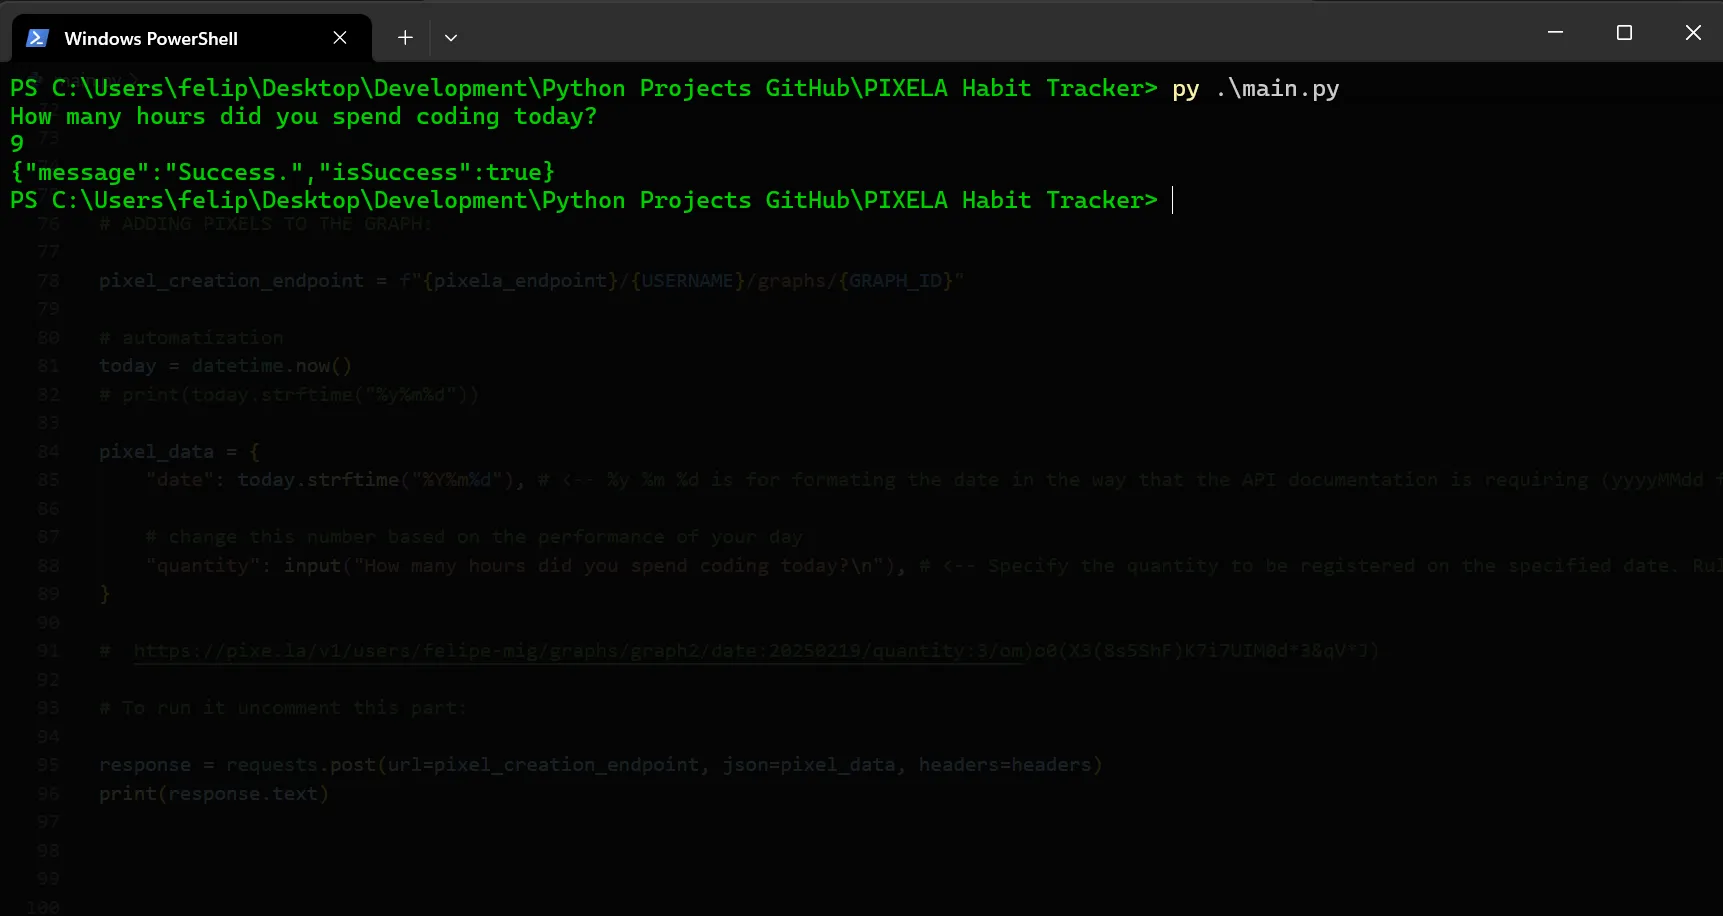 Windows PowerShell
PS C:\Users\felip\Desktop\Development\Python Projects GitHub\PIXELA Habit Tracker> py .\main.py
How many hours did you spend coding today?
9
{"message":"Success.","isSuccess":true}
PS C:\Users\felip\Desktop\Development\Python Projects GitHub\PIXELA Habit Tracker>
73
76 # ADDING PIXELS TO THE GRAPH:
77
78 pixel_creation_endpoint = f"{pixela_endpoint}/{USERNAME}/graphs/{GRAPH_ID}"
79
80 # automatization
81 today = datetime.now()
82 # print(today.strftime("%y%m%d"))
83
84 pixel_data = {
85 "date": today.strftime("%Y%m%d"), # <-- %y %m %d is for formating the date in the way that the API documentation is requiring (yyyyMMdd
86
87 # change this number based on the performance of your day
88 "quantity": input("How many hours did you spend coding today?\n"), # <-- Specify the quantity to be registered on the specified date.
89 }
90
91 # https://pixe.la/v1/users/felipe-mig/graphs/graph2/date:20250219/quantity:3/
92
93 # To run it uncomment this part:
94
95 response = requests.post(url=pixel_creation_endpoint, json=pixel_data, headers=headers)
96 print(response.text)
97
98
99
100